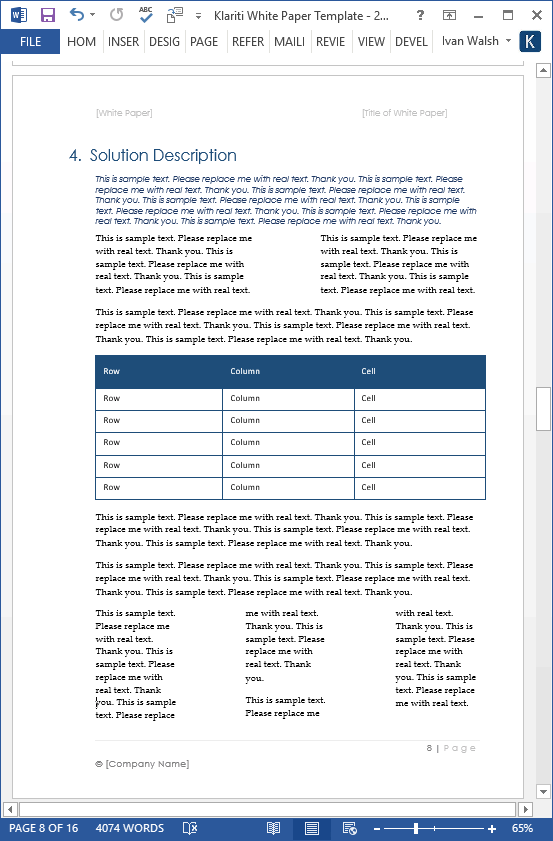 Klariti White Paper Template - 2...
FILE HOM INSER DESIG PAGE REFER MAILI REVIE VIEW DEVEL Ivan Walsh K
[White Paper] [Title of White Paper]
4. Solution Description
This is sample text. Please replace me with real text. Thank you. This is sample text. Please
replace me with real text. Thank you. This is sample text. Please replace me with real text.
Thank you. This is sample text. Please replace me with real text. Thank you. This is sample
text. Please replace me with real text. Thank you. This is sample text. Please replace me with
real text. Thank you. This is sample text. Please replace me with real text. Thank you.
This is sample text. Please replace me
with real text. Thank you. This is
sample text. Please replace me with
real text. Thank you. This is sample
text. Please replace me with real text.
This is sample text. Please replace me
with real text. Thank you. This is
sample text. Please replace me with
real text. Thank you. This is sample
text. Please replace me with real text.
This is sample text. Please replace me with real text. Thank you. This is sample text. Please
replace me with real text. Thank you. This is sample text. Please replace me with real text.
Thank you. This is sample text. Please replace me with real text. Thank you.
Row Column Cell
Row Column Cell
Row Column Cell
Row Column Cell
Row Column Cell
Row Column Cell
This is sample text. Please replace me with real text. Thank you. This is sample text. Please
replace me with real text. Thank you. This is sample text. Please replace me with real text.
Thank you. This is sample text. Please replace me with real text. Thank you.
This is sample text. Please replace me with real text. Thank you. This is sample text. Please
replace me with real text. Thank you. This is sample text. Please replace me with real text.
Thank you. This is sample text. Please replace me with real text. Thank you.
This is sample text.
Please replace me
with real text.
Thank you. This is
sample text. Please
replace me with
real text. Thank
you. This is sample
text. Please replace
me with real text.
Thank you. This is
sample text. Please
replace me with
real text. Thank
you.
This is sample text.
Please replace me
with real text.
Thank you. This is
sample text. Please
replace me with
real text. Thank
you. This is sample
text. Please replace
me with real text.
8 | Page
© [Company Name]
PAGE 8 OF 16 4074 WORDS 65%